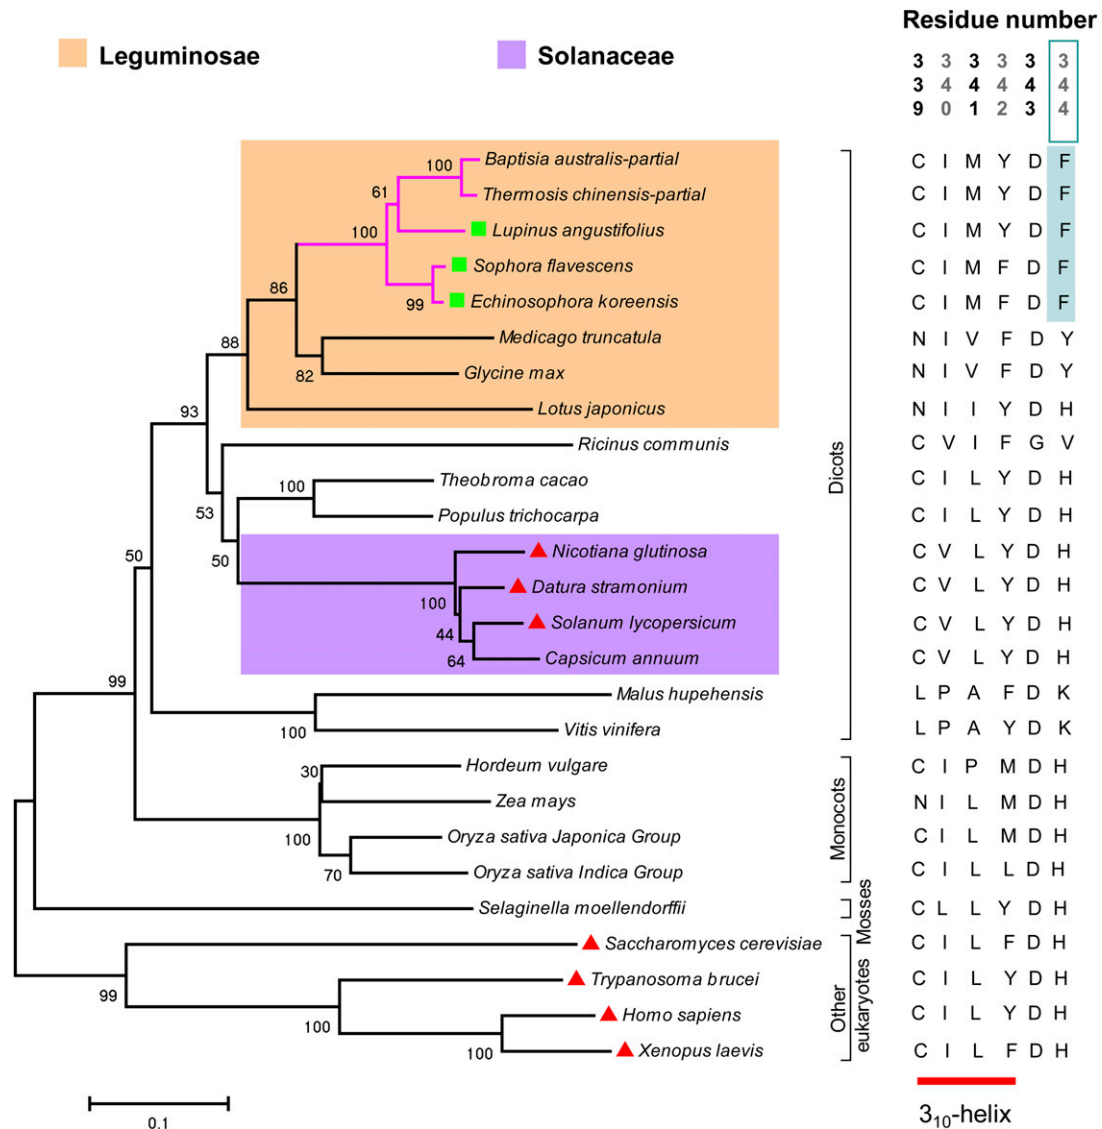 Residue number
Leguminosae
Solanaceae
3 3 3 3 3 3
3 4 4 4 4 4
9 0 1 2 3 4
100 Baptisia australis-partial C I M Y D F
61 Thermosis chinensis-partial C I M Y D F
100 Lupinus angustifolius C I M Y D F
Sophora flavescens C I M F D F
86 99 Echinosophora koreensis C I M F D F
88 Medicago truncatula N I V F D Y
82 Glycine max N I V F D Y
93 Lotus japonicus N I I Y D H
Ricinus communis C V I F G V
Dicots
100 Theobroma cacao C I L Y D H
53 Populus trichocarpa C I L Y D H
50 50 Nicotiana glutinosa C V L Y D H
100 Datura stramonium C V L Y D H
44 Solanum lycopersicum C V L Y D H
64 Capsicum annuum C V L Y D H
99 Malus hupehensis L P A F D K
100 Vitis vinifera L P A Y D K
30 Hordeum vulgare C I P M D H
Zea mays N I L M D H
Monocots
100 Oryza sativa Japonica Group C I L M D H
70 Oryza sativa Indica Group C I L L D H
Selaginella moellendorffii C L L Y D H
Mosses
Saccharomyces cerevisiae C I L F D H
99 Trypanosoma brucei C I L Y D H
Other
eukaryotes
100 Homo sapiens C I L Y D H
100 Xenopus laevis C I L F D H
0.1
3₁₀-helix